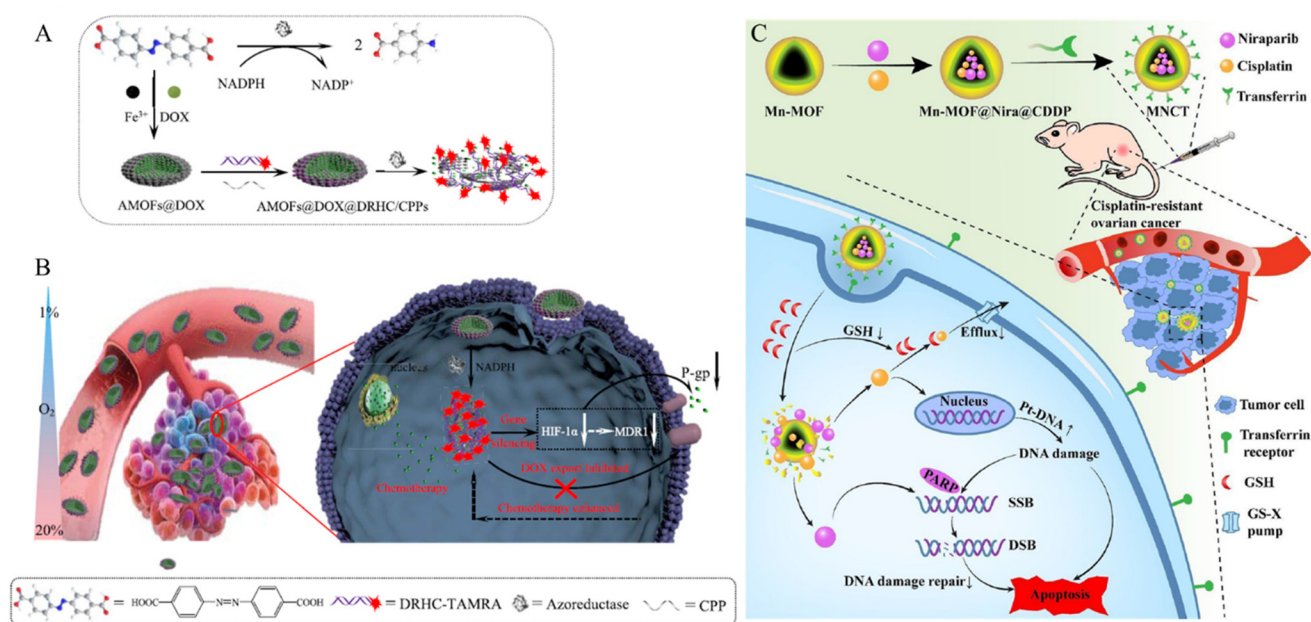 A
NADPH
NADP⁺
2
Fe³⁺
DOX
AMOFs@DOX
AMOFs@DOX@DRHC/CPPs
B
1%
O₂
20%
nucleus
NADPH
P-gp
Gene
Silencing
HIF-1α
MDR1
DOX export inhibited
Chemotherapy
Chemotherapy enhanced
= HOOC N=N COOH
= DRHC-TAMRA
= Azoreductase
= CPP
C
Mn-MOF
Mn-MOF@Nira@CDDP
MNCT
Niraparib
Cisplatin
Transferrin
Cisplatin-resistant
ovarian cancer
GSH↓
Efflux↓
Nucleus
Pt-DNA↑
DNA damage
PARP
SSB
DSB
DNA damage repair↓
Apoptosis
Tumor cell
Transferrin
receptor
GSH
GS-X
pump